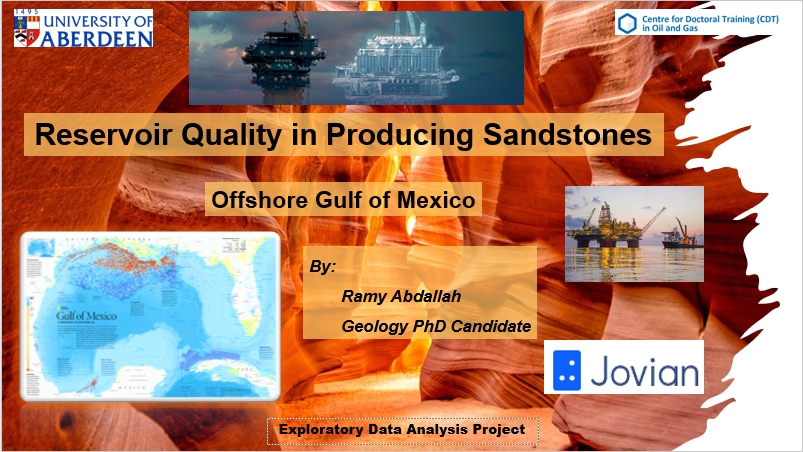 1495
UNIVERSITY OF
ABERDEEN
Centre for Doctoral Training (CDT)
in Oil and Gas
Reservoir Quality in Producing Sandstones
Offshore Gulf of Mexico
By:
Ramy Abdallah
Geology PhD Candidate
Gulf of Mexico
Jovian
Exploratory Data Analysis Project